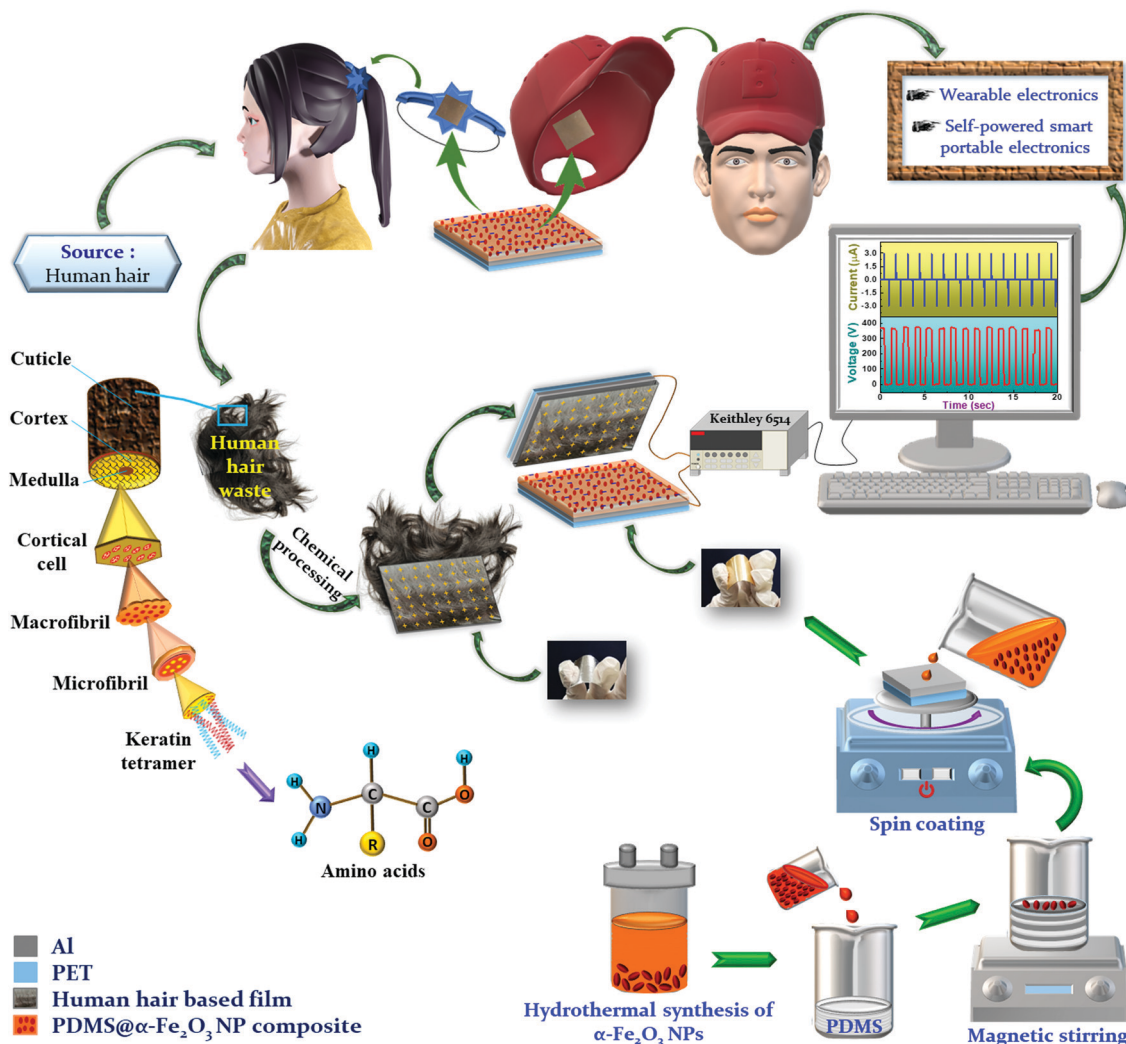 Wearable electronics
Self-powered smart
portable electronics
B
Source :
Human hair
Current (μA)
3.0
1.5
0.0
-1.5
-3.0
Voltage (V)
400
300
200
100
0
0
5
10
15
20
Time (sec)
Cuticle
Cortex
Medulla
Cortical
cell
Macrofibril
Microfibril
Keratin
tetramer
Human
hair
waste
Chemical
processing
Keithley 6514
H
H
H
N
C
C
O
H
O
R
Amino acids
Spin coating
Hydrothermal synthesis of
α-Fe₂O₃ NPs
PDMS
Magnetic stirring
Al
PET
Human hair based film
PDMS@α-Fe₂O₃ NP composite